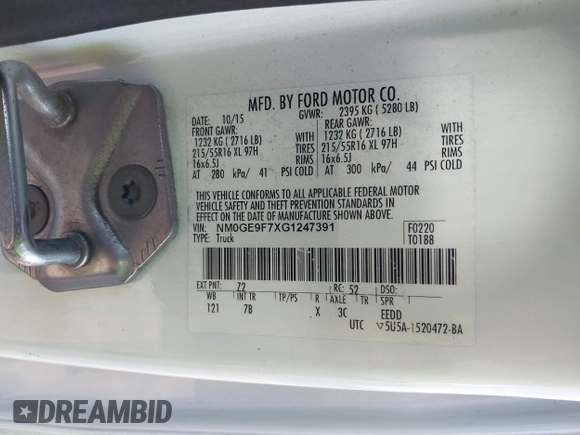 MFD. BY FORD MOTOR CO.
DATE: 10/15 GVWR: 2395 KG ( 5280 LB)
FRONT GAWR: REAR GAWR:
1232 KG ( 2716 LB) WITH 1232 KG ( 2716 LB) WITH
215/55R16 XL 97H TIRES 215/55R16 XL 97H TIRES
16x6.5J RIMS 16x6.5J RIMS
AT 280 kPa/ 41 PSI COLD AT 300 kPa/ 44 PSI COLD
THIS VEHICLE CONFORMS TO ALL APPLICABLE FEDERAL MOTOR
VEHICLE SAFETY AND THEFT PREVENTION STANDARDS IN
EFFECT ON THE DATE OF MANUFACTURE SHOWN ABOVE.
VIN: NM0GE9F7XG1247391 F0220
TYPE: Truck T0188
EXT PNT: Z2 RC: 52 DSO:
WB INT TR TP/PS R AXLE TR SPR
121 7B X 3C EEDD
UTC 5U5A-1520472-BA
DREAMBID